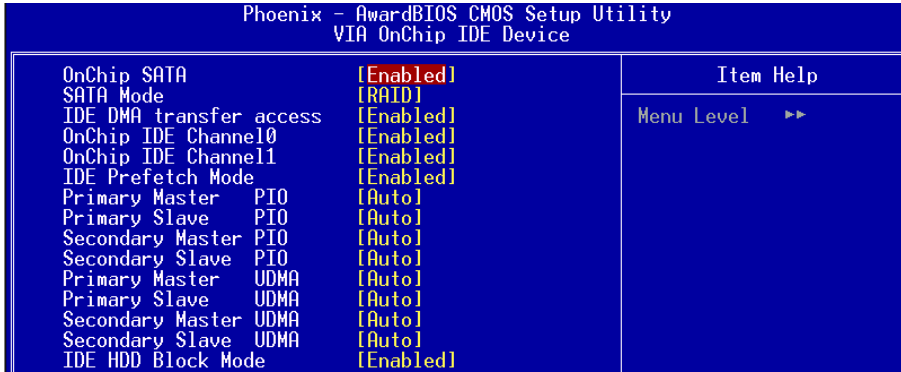 Phoenix - AwardBIOS CMOS Setup Utility
VIA OnChip IDE Device
OnChip SATA [Enabled]
SATA Mode [RAID]
IDE DMA transfer access [Enabled]
OnChip IDE Channel0 [Enabled]
OnChip IDE Channel1 [Enabled]
IDE Prefetch Mode [Enabled]
Primary Master PIO [Auto]
Primary Slave PIO [Auto]
Secondary Master PIO [Auto]
Secondary Slave PIO [Auto]
Primary Master UDMA [Auto]
Primary Slave UDMA [Auto]
Secondary Master UDMA [Auto]
Secondary Slave UDMA [Auto]
IDE HDD Block Mode [Enabled]
Item Help
Menu Level ►►